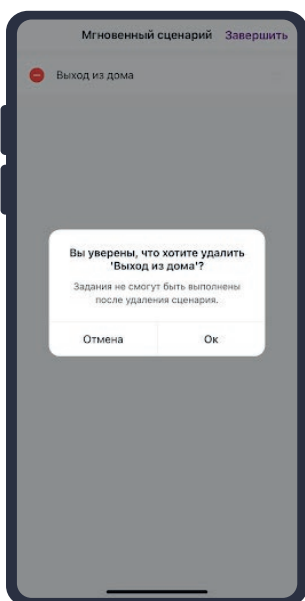 Мгновенный сценарий Завершить
Выход из дома
Вы уверены, что хотите удалить
'Выход из дома'?
Задания не смогут быть выполнены
после удаления сценария.
Отмена Ок